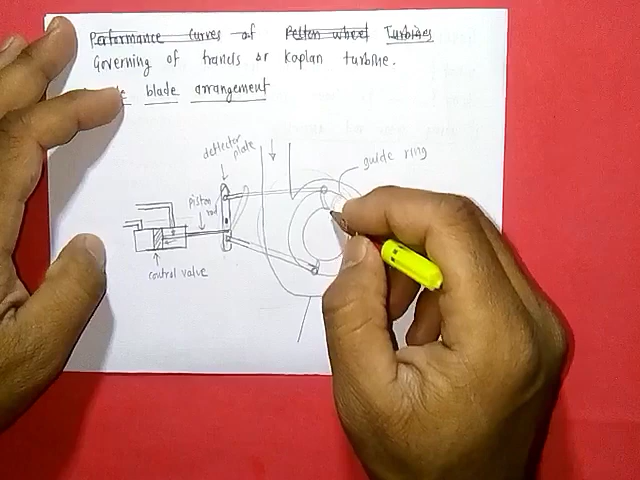 Performance Curves of Pelton wheel Turbines
Governing of francis or Kaplan turbine.
blade arrangement
deflector plate
guide ring
piston rod
control valve